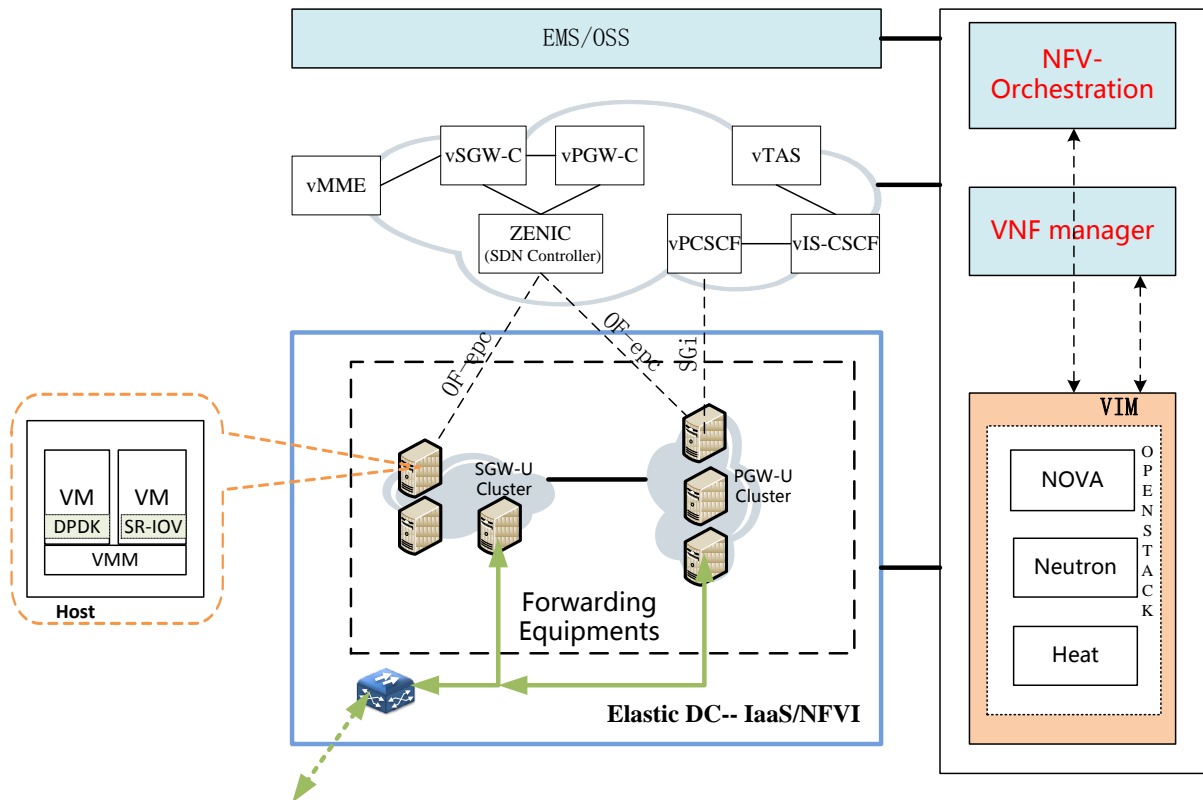 EMS/OSS
NFV-
Orchestration
vSGW-C
vPGW-C
vTAS
vMME
ZENIC
(SDN Controller)
vPCSCF
vIS-CSCF
VNF manager
OF-epc
OF-epc
SGi
VIM
OPENSTACK
NOVA
Neutron
Heat
SGW-U
Cluster
PGW-U
Cluster
VM
VM
DPDK
SR-IOV
VMM
Host
Forwarding
Equipments
Elastic DC-- IaaS/NFVI